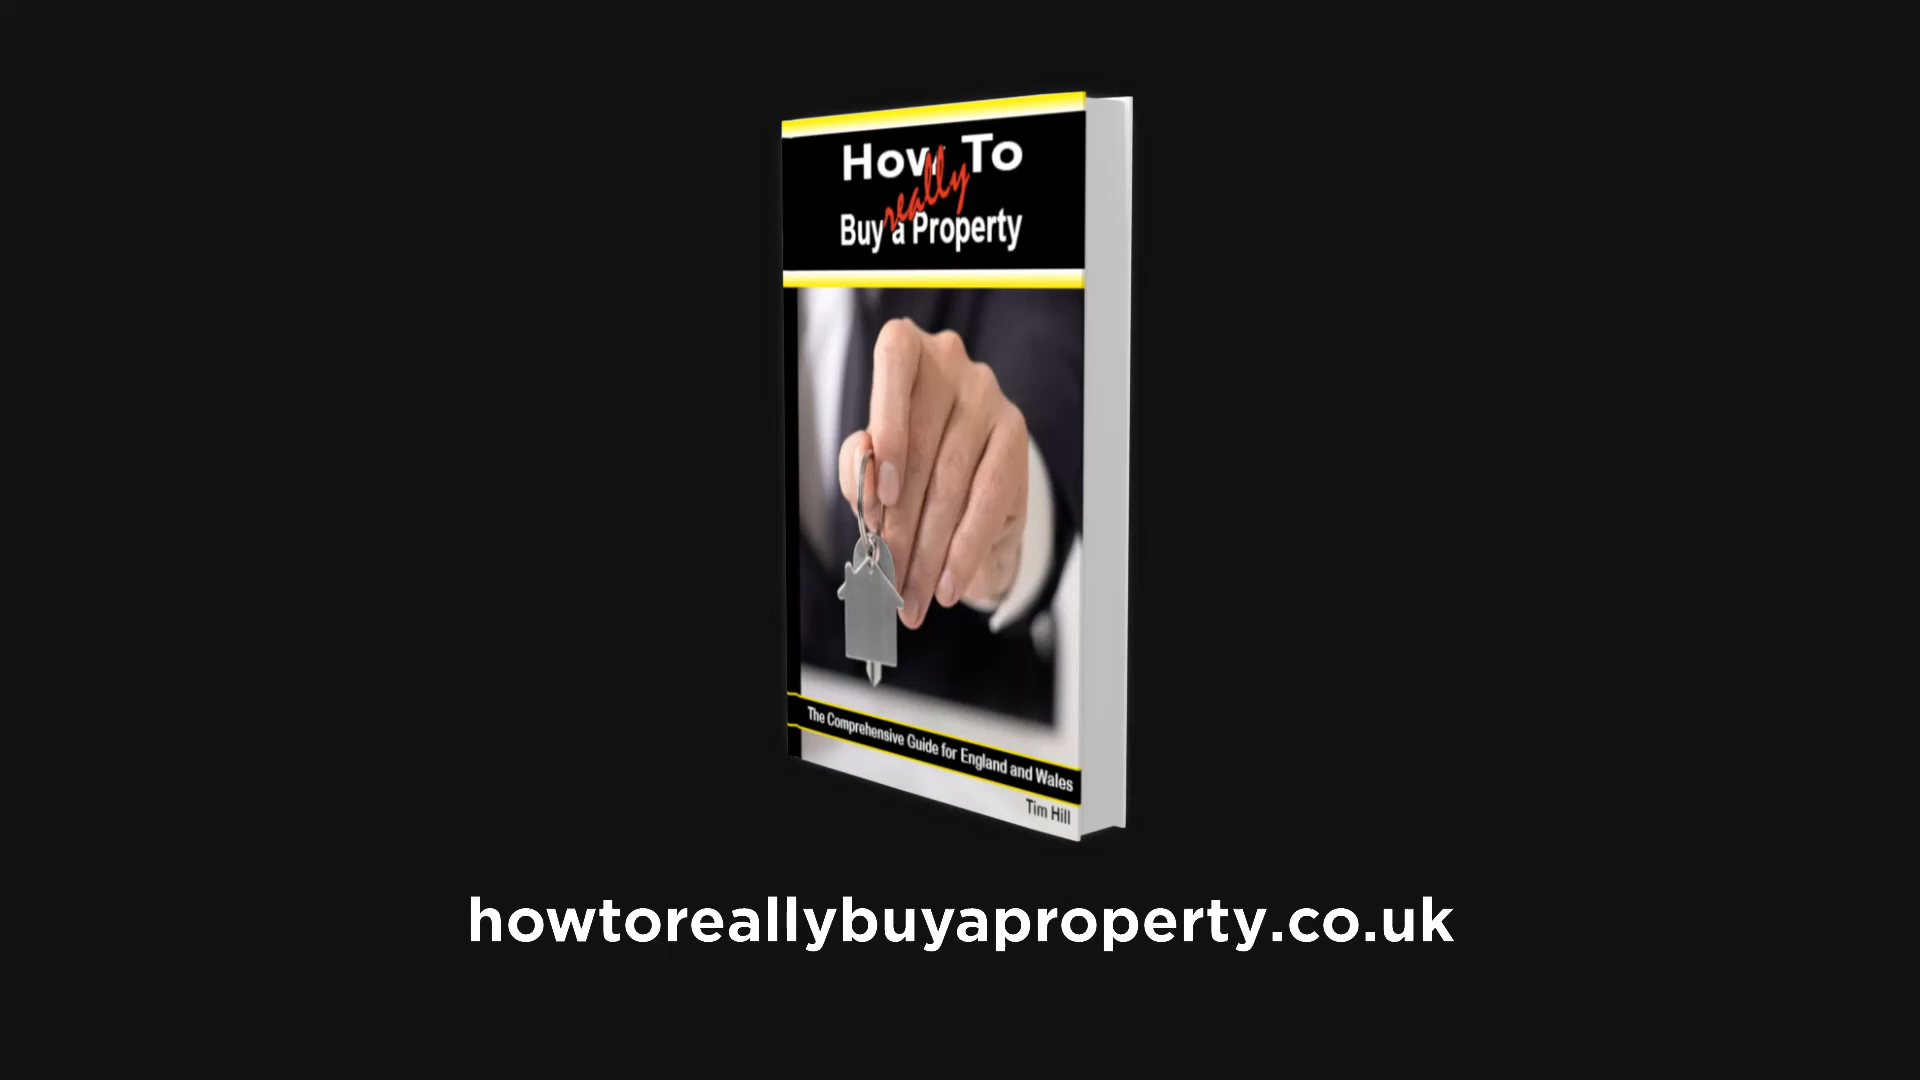 How To
really
Buy a Property
The Comprehensive Guide for England and Wales
Tim Hill
howtoreallybuyaproperty.co.uk